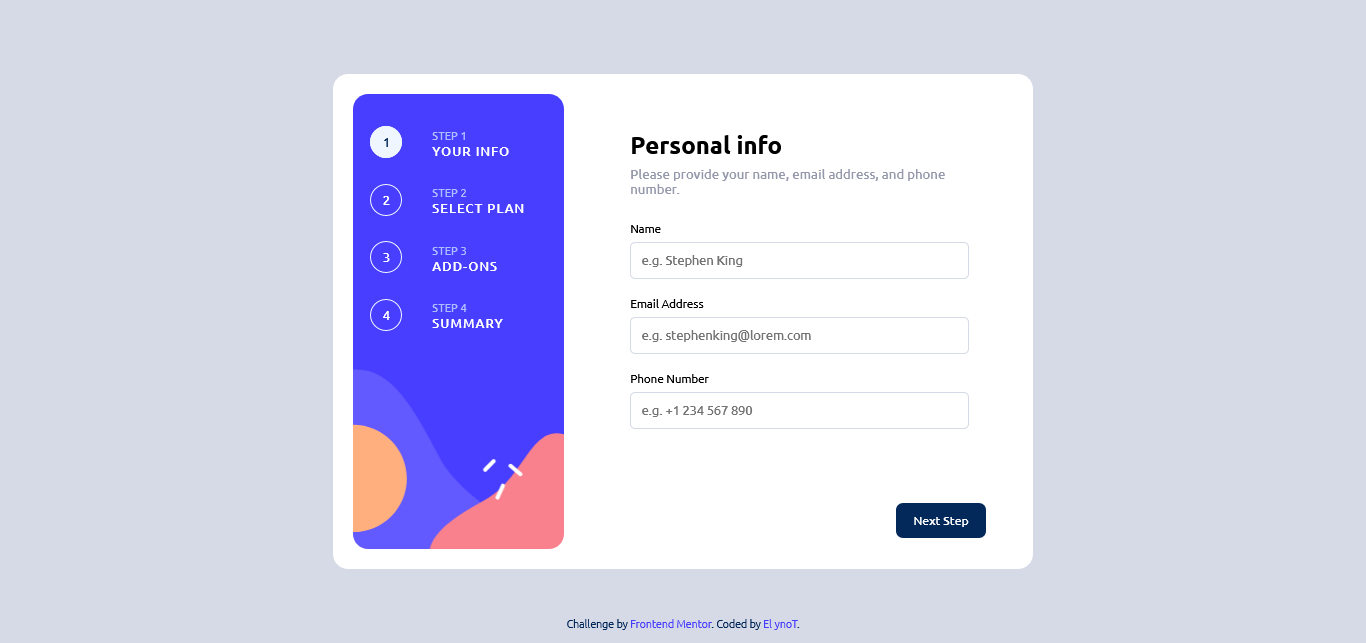 1
STEP 1
YOUR INFO
2
STEP 2
SELECT PLAN
3
STEP 3
ADD-ONS
4
STEP 4
SUMMARY
Personal info
Please provide your name, email address, and phone
number.
Name
e.g. Stephen King
Email Address
e.g. stephenking@lorem.com
Phone Number
e.g. +1 234 567 890
Next Step
Challenge by Frontend Mentor. Coded by El ynoT.